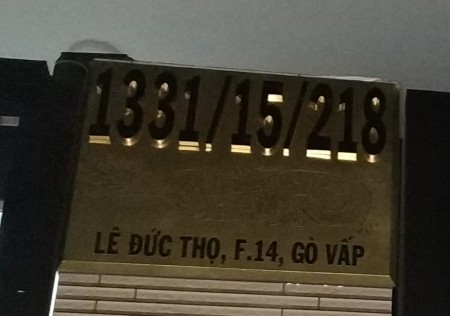 1331/15/218
LÊ ĐỨC THỌ, F.14, GÒ VẤP